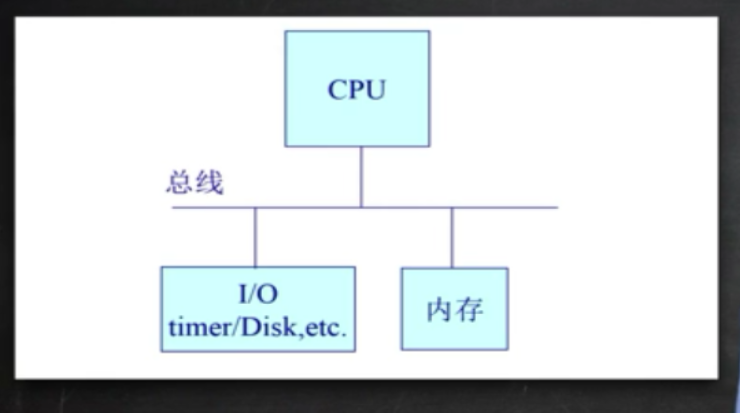 CPU
总线
I/O
timer/Disk,etc.
内存